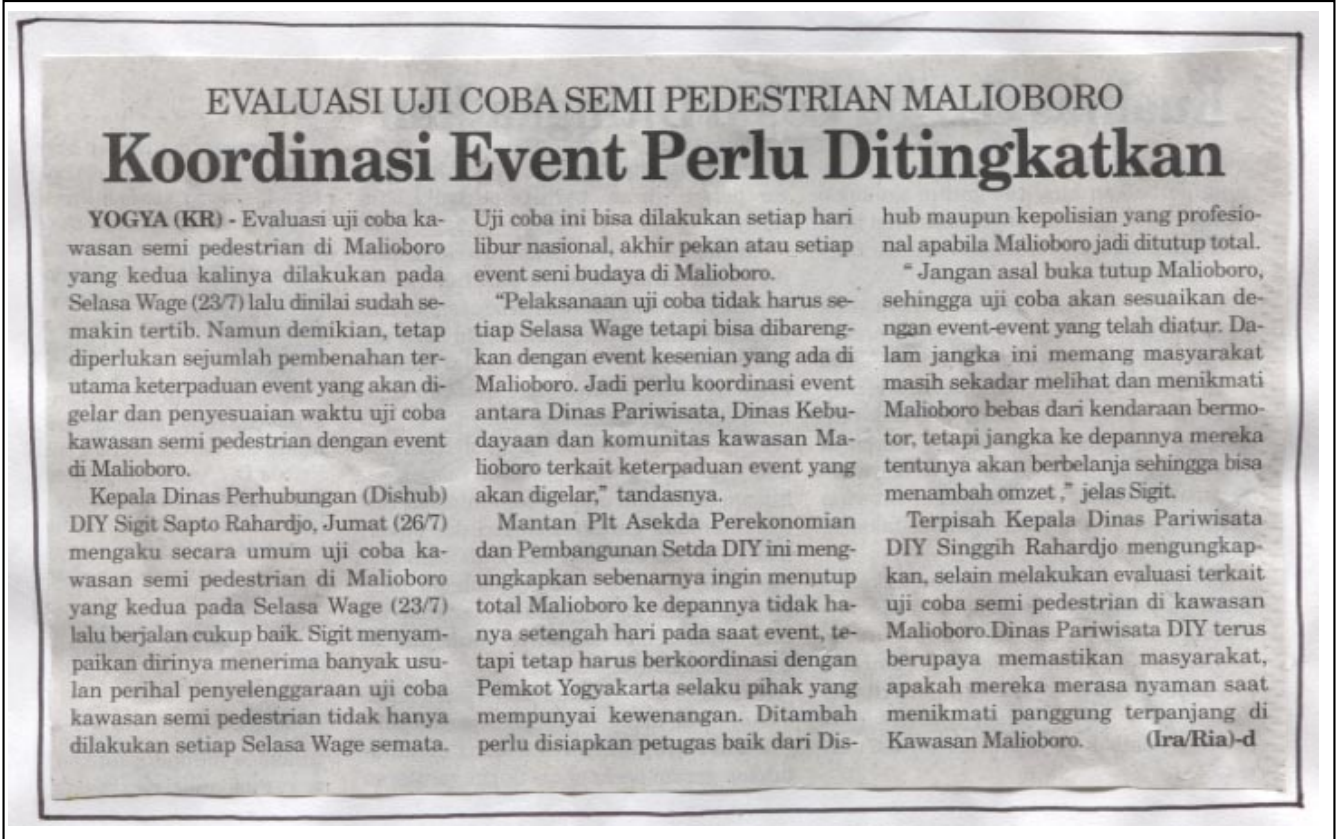 EVALUASI UJI COBA SEMI PEDESTRIAN MALIOBORO
Koordinasi Event Perlu Ditingkatkan
YOGYA (KR) - Evaluasi uji coba ka-
wasan semi pedestrian di Malioboro
yang kedua kalinya dilakukan pada
Selasa Wage (23/7) lalu dinilai sudah se-
makin tertib. Namun demikian, tetap
diperlukan sejumlah pembenahan ter-
utama keterpaduan event yang akan di-
gelar dan penyesuaian waktu uji coba
kawasan semi pedestrian dengan event
di Malioboro.
Kepala Dinas Perhubungan (Dishub)
DIY Sigit Sapto Rahardjo, Jumat (26/7)
mengaku secara umum uji coba ka-
wasan semi pedestrian di Malioboro
yang kedua pada Selasa Wage (23/7)
lalu berjalan cukup baik. Sigit menyam-
paikan dirinya menerima banyak usu-
lan perihal penyelenggaraan uji coba
kawasan semi pedestrian tidak hanya
dilakukan setiap Selasa Wage semata.
Uji coba ini bisa dilakukan setiap hari
libur nasional, akhir pekan atau setiap
event seni budaya di Malioboro.
"Pelaksanaan uji coba tidak harus se-
tiap Selasa Wage tetapi bisa dibareng-
kan dengan event kesenian yang ada di
Malioboro. Jadi perlu koordinasi event
antara Dinas Pariwisata, Dinas Kebu-
dayaan dan komunitas kawasan Ma-
lioboro terkait keterpaduan event yang
akan digelar," tandasnya.
Mantan Plt Asekda Perekonomian
dan Pembangunan Setda DIY ini meng-
ungkapkan sebenarnya ingin menutup
total Malioboro ke depannya tidak ha-
nya setengah hari pada saat event, te-
tapi tetap harus berkoordinasi dengan
Pemkot Yogyakarta selaku pihak yang
mempunyai kewenangan. Ditambah
perlu disiapkan petugas baik dari Dis-
hub maupun kepolisian yang profesio-
nal apabila Malioboro jadi ditutup total.
" Jangan asal buka tutup Malioboro,
sehingga uji coba akan sesuaikan de-
ngan event-event yang telah diatur. Da-
lam jangka ini memang masyarakat
masih sekadar melihat dan menikmati
Malioboro bebas dari kendaraan bermo-
tor, tetapi jangka ke depannya mereka
tentunya akan berbelanja sehingga bisa
menambah omzet ," jelas Sigit.
Terpisah Kepala Dinas Pariwisata
DIY Singgih Rahardjo mengungkap-
kan, selain melakukan evaluasi terkait
uji coba semi pedestrian di kawasan
Malioboro.Dinas Pariwisata DIY terus
berupaya memastikan masyarakat,
apakah mereka merasa nyaman saat
menikmati panggung terpanjang di
Kawasan Malioboro. (Ira/Ria)-d